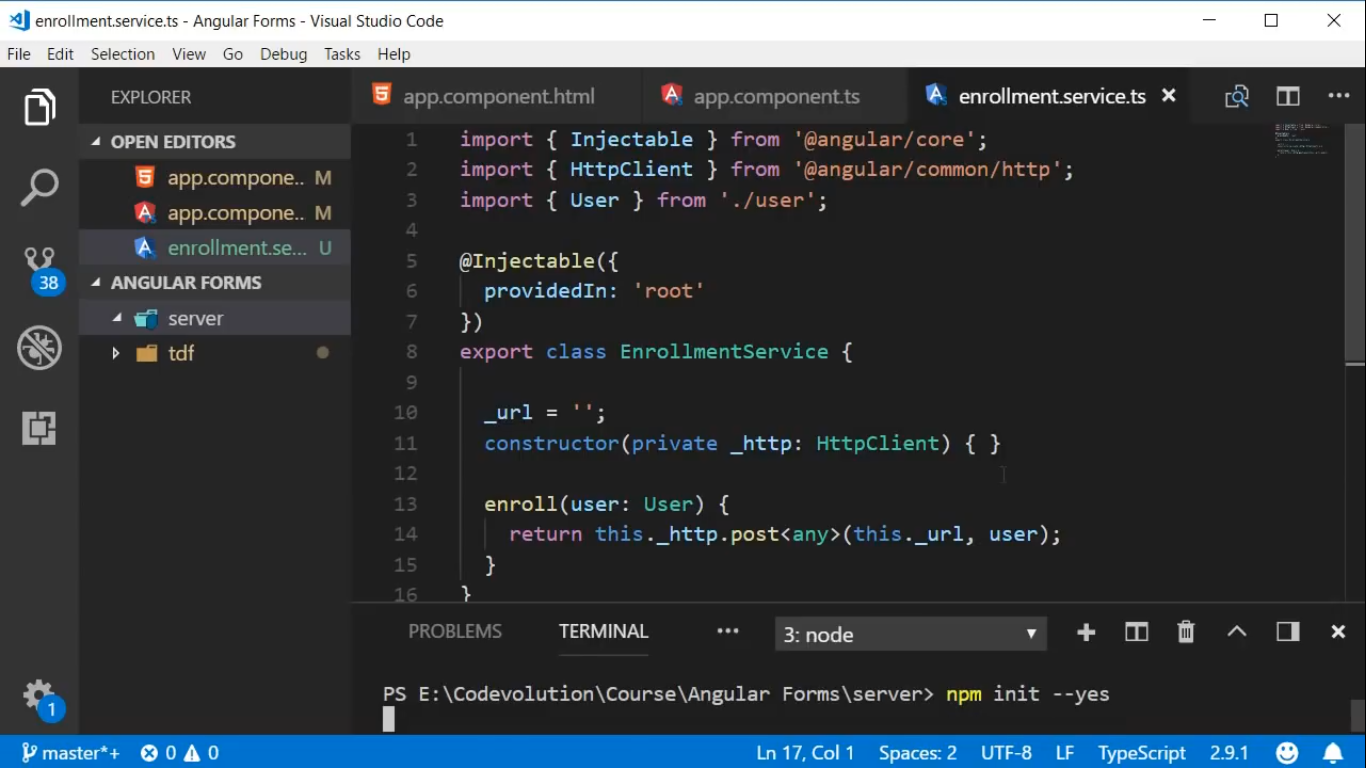 enrollment.service.ts - Angular Forms - Visual Studio Code
File Edit Selection View Go Debug Tasks Help
EXPLORER
OPEN EDITORS
app.compone.. M
app.compone.. M
enrollment.se... U
ANGULAR FORMS
server
tdf
38
1
app.component.html app.component.ts enrollment.service.ts
1 import { Injectable } from '@angular/core';
2 import { HttpClient } from '@angular/common/http';
3 import { User } from './user';
4
5 @Injectable({
6 providedIn: 'root'
7 })
8 export class EnrollmentService {
9
10 _url = '';
11 constructor(private _http: HttpClient) { }
12
13 enroll(user: User) {
14 return this._http.post<any>(this._url, user);
15 }
16 }
PROBLEMS TERMINAL ... 3: node
PS E:\Codevolution\Course\Angular Forms\server> npm init --yes
master*+ 0 0 Ln 17, Col 1 Spaces: 2 UTF-8 LF TypeScript 2.9.1